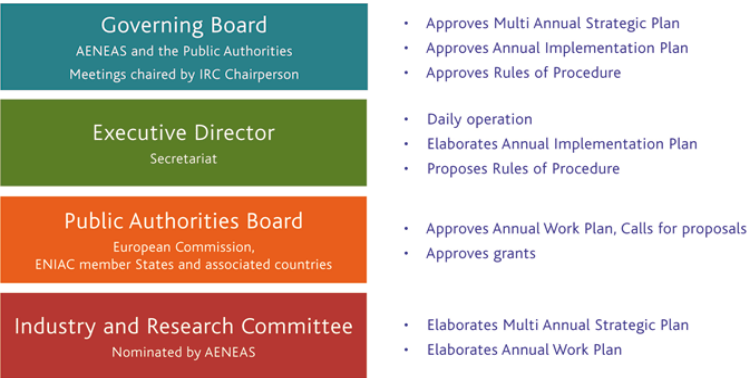 Governing Board
AENEAS and the Public Authorities
Meetings chaired by IRC Chairperson
• Approves Multi Annual Strategic Plan
• Approves Annual Implementation Plan
• Approves Rules of Procedure
Executive Director
Secretariat
• Daily operation
• Elaborates Annual Implementation Plan
• Proposes Rules of Procedure
Public Authorities Board
European Commission,
ENIAC member States and associated countries
• Approves Annual Work Plan, Calls for proposals
• Approves grants
Industry and Research Committee
Nominated by AENEAS
• Elaborates Multi Annual Strategic Plan
• Elaborates Annual Work Plan